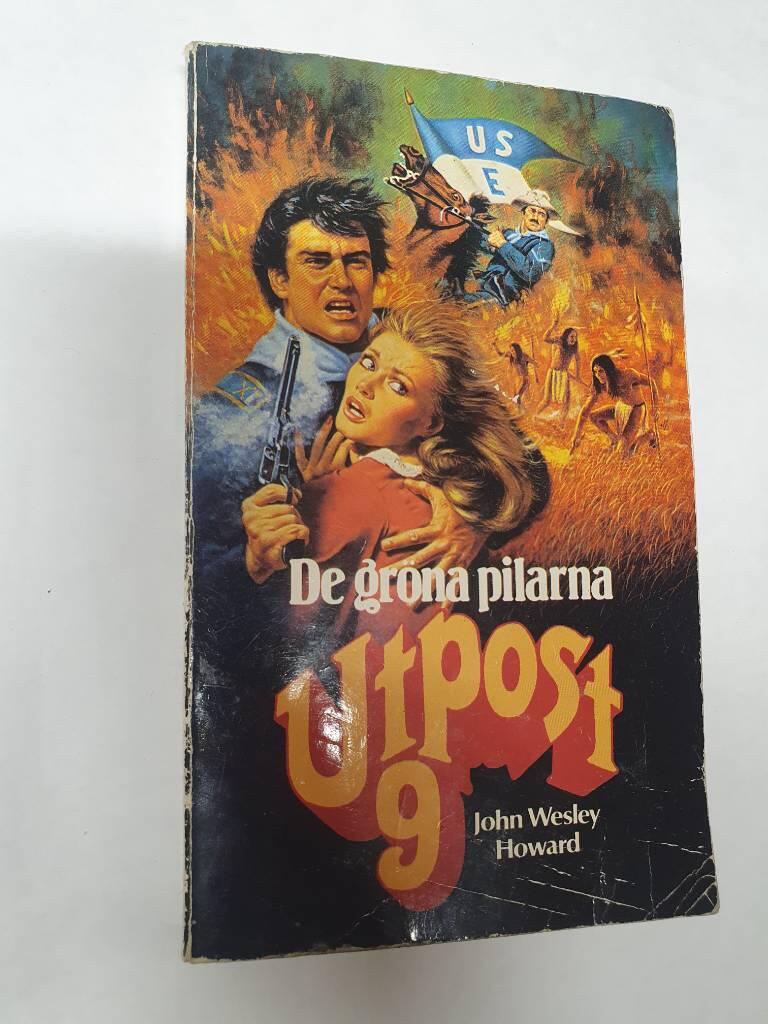 US
E
De gröna pilarna
Utpost
9
John Wesley
Howard